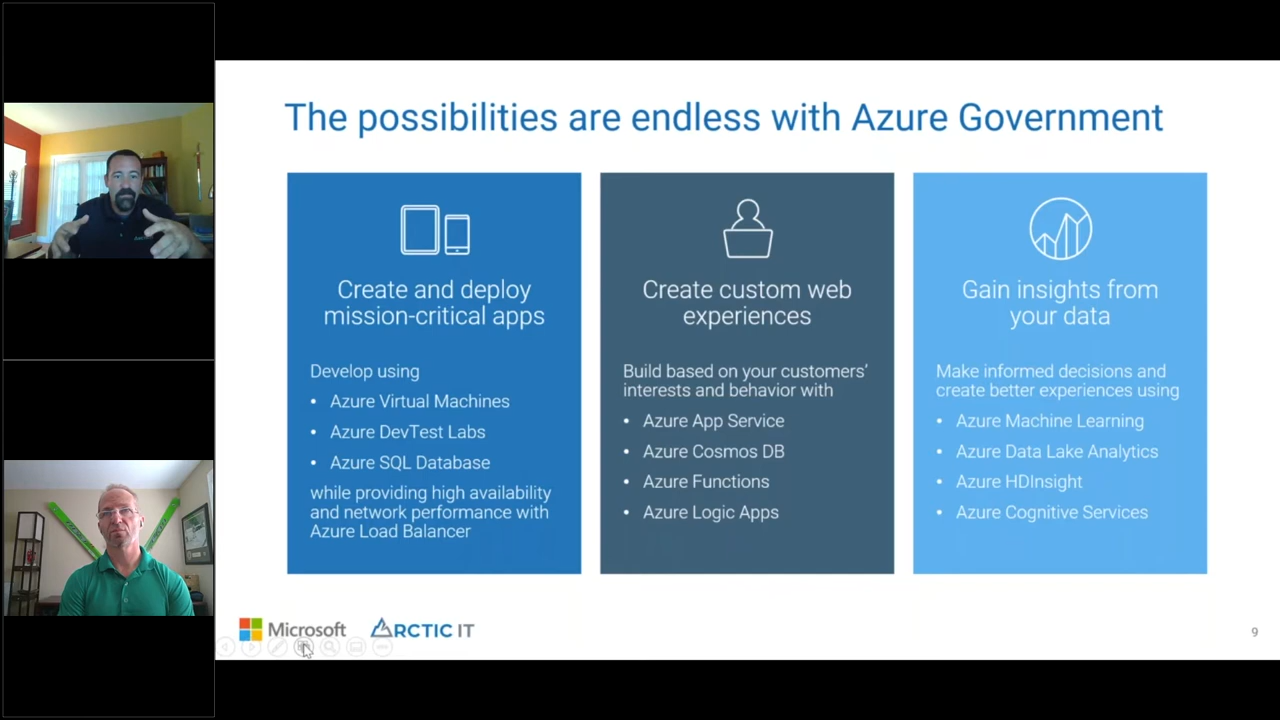 The possibilities are endless with Azure Government
Create and deploy
mission-critical apps
Develop using
• Azure Virtual Machines
• Azure DevTest Labs
• Azure SQL Database
while providing high availability
and network performance with
Azure Load Balancer
Create custom web
experiences
Build based on your customers’
interests and behavior with
• Azure App Service
• Azure Cosmos DB
• Azure Functions
• Azure Logic Apps
Gain insights from
your data
Make informed decisions and
create better experiences using
• Azure Machine Learning
• Azure Data Lake Analytics
• Azure HDInsight
• Azure Cognitive Services
Microsoft
ARCTIC IT
9